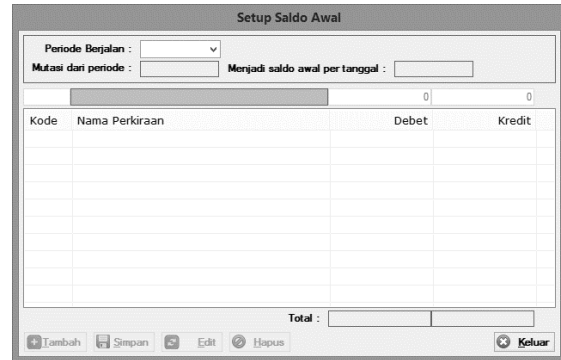 Setup Saldo Awal
Periode Berjalan :
Mutasi dari periode : Menjadi saldo awal per tanggal :
0 0
Kode Nama Perkiraan Debet Kredit
Total :
Tambah Simpan Edit Hapus Keluar